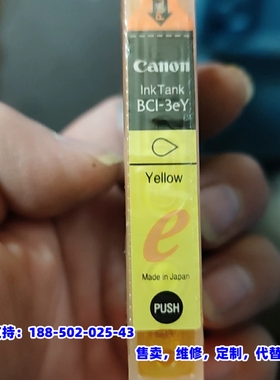 Canon
InkTank
BCI-3eY
Yellow
e
Made in Japan
PUSH
支持：188-502-025-43
售卖，维修，定制，代替